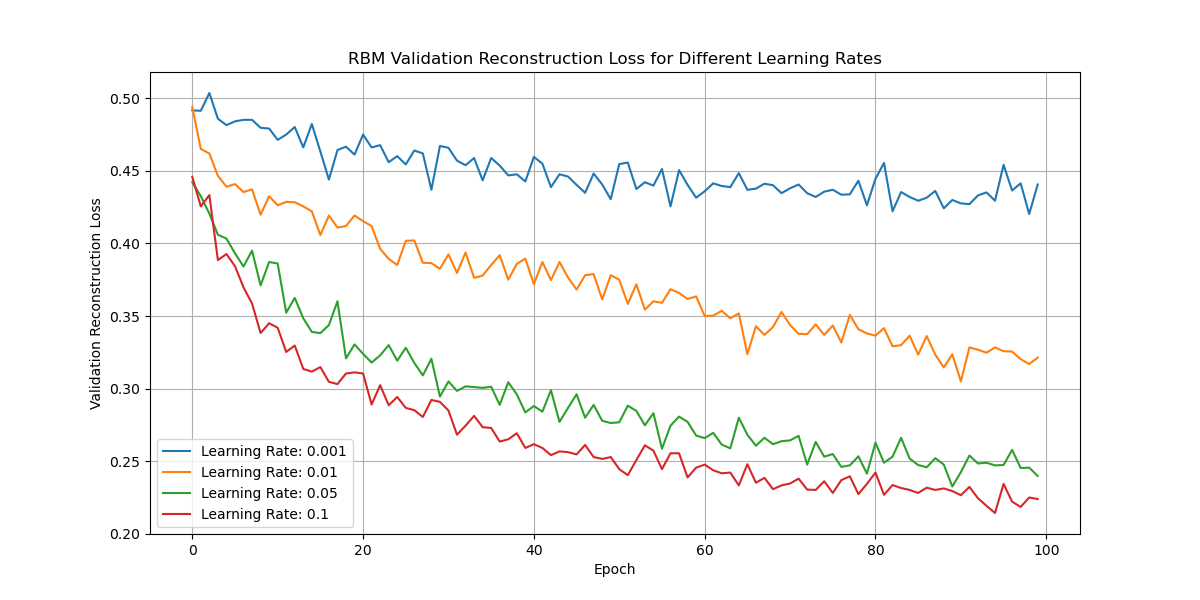 RBM Validation Reconstruction Loss for Different Learning Rates
Validation Reconstruction Loss
0.50
0.45
0.40
0.35
0.30
0.25
0.20
Learning Rate: 0.001
Learning Rate: 0.01
Learning Rate: 0.05
Learning Rate: 0.1
0 20 40 60 80 100
Epoch